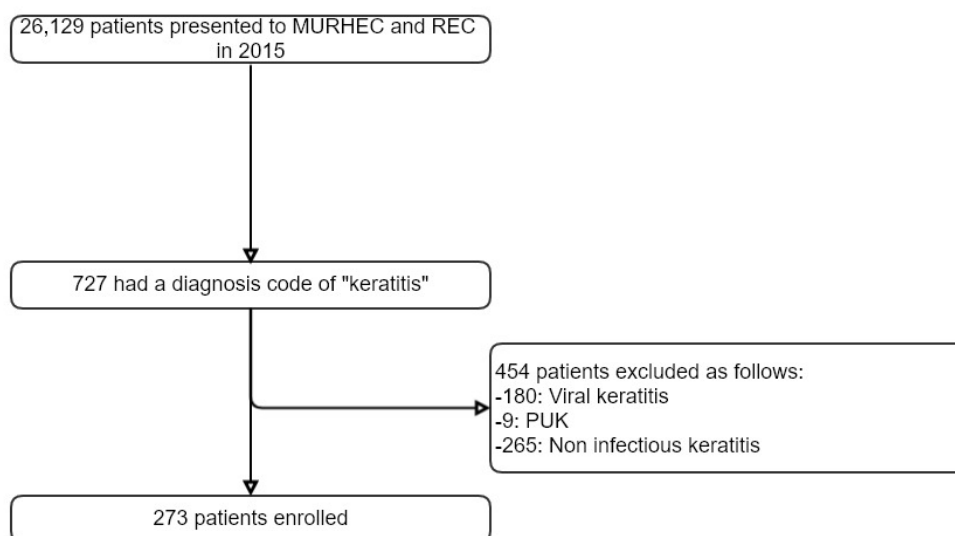 26,129 patients presented to MURHEC and REC
in 2015
727 had a diagnosis code of "keratitis"
454 patients excluded as follows:
-180: Viral keratitis
-9: PUK
-265: Non infectious keratitis
273 patients enrolled